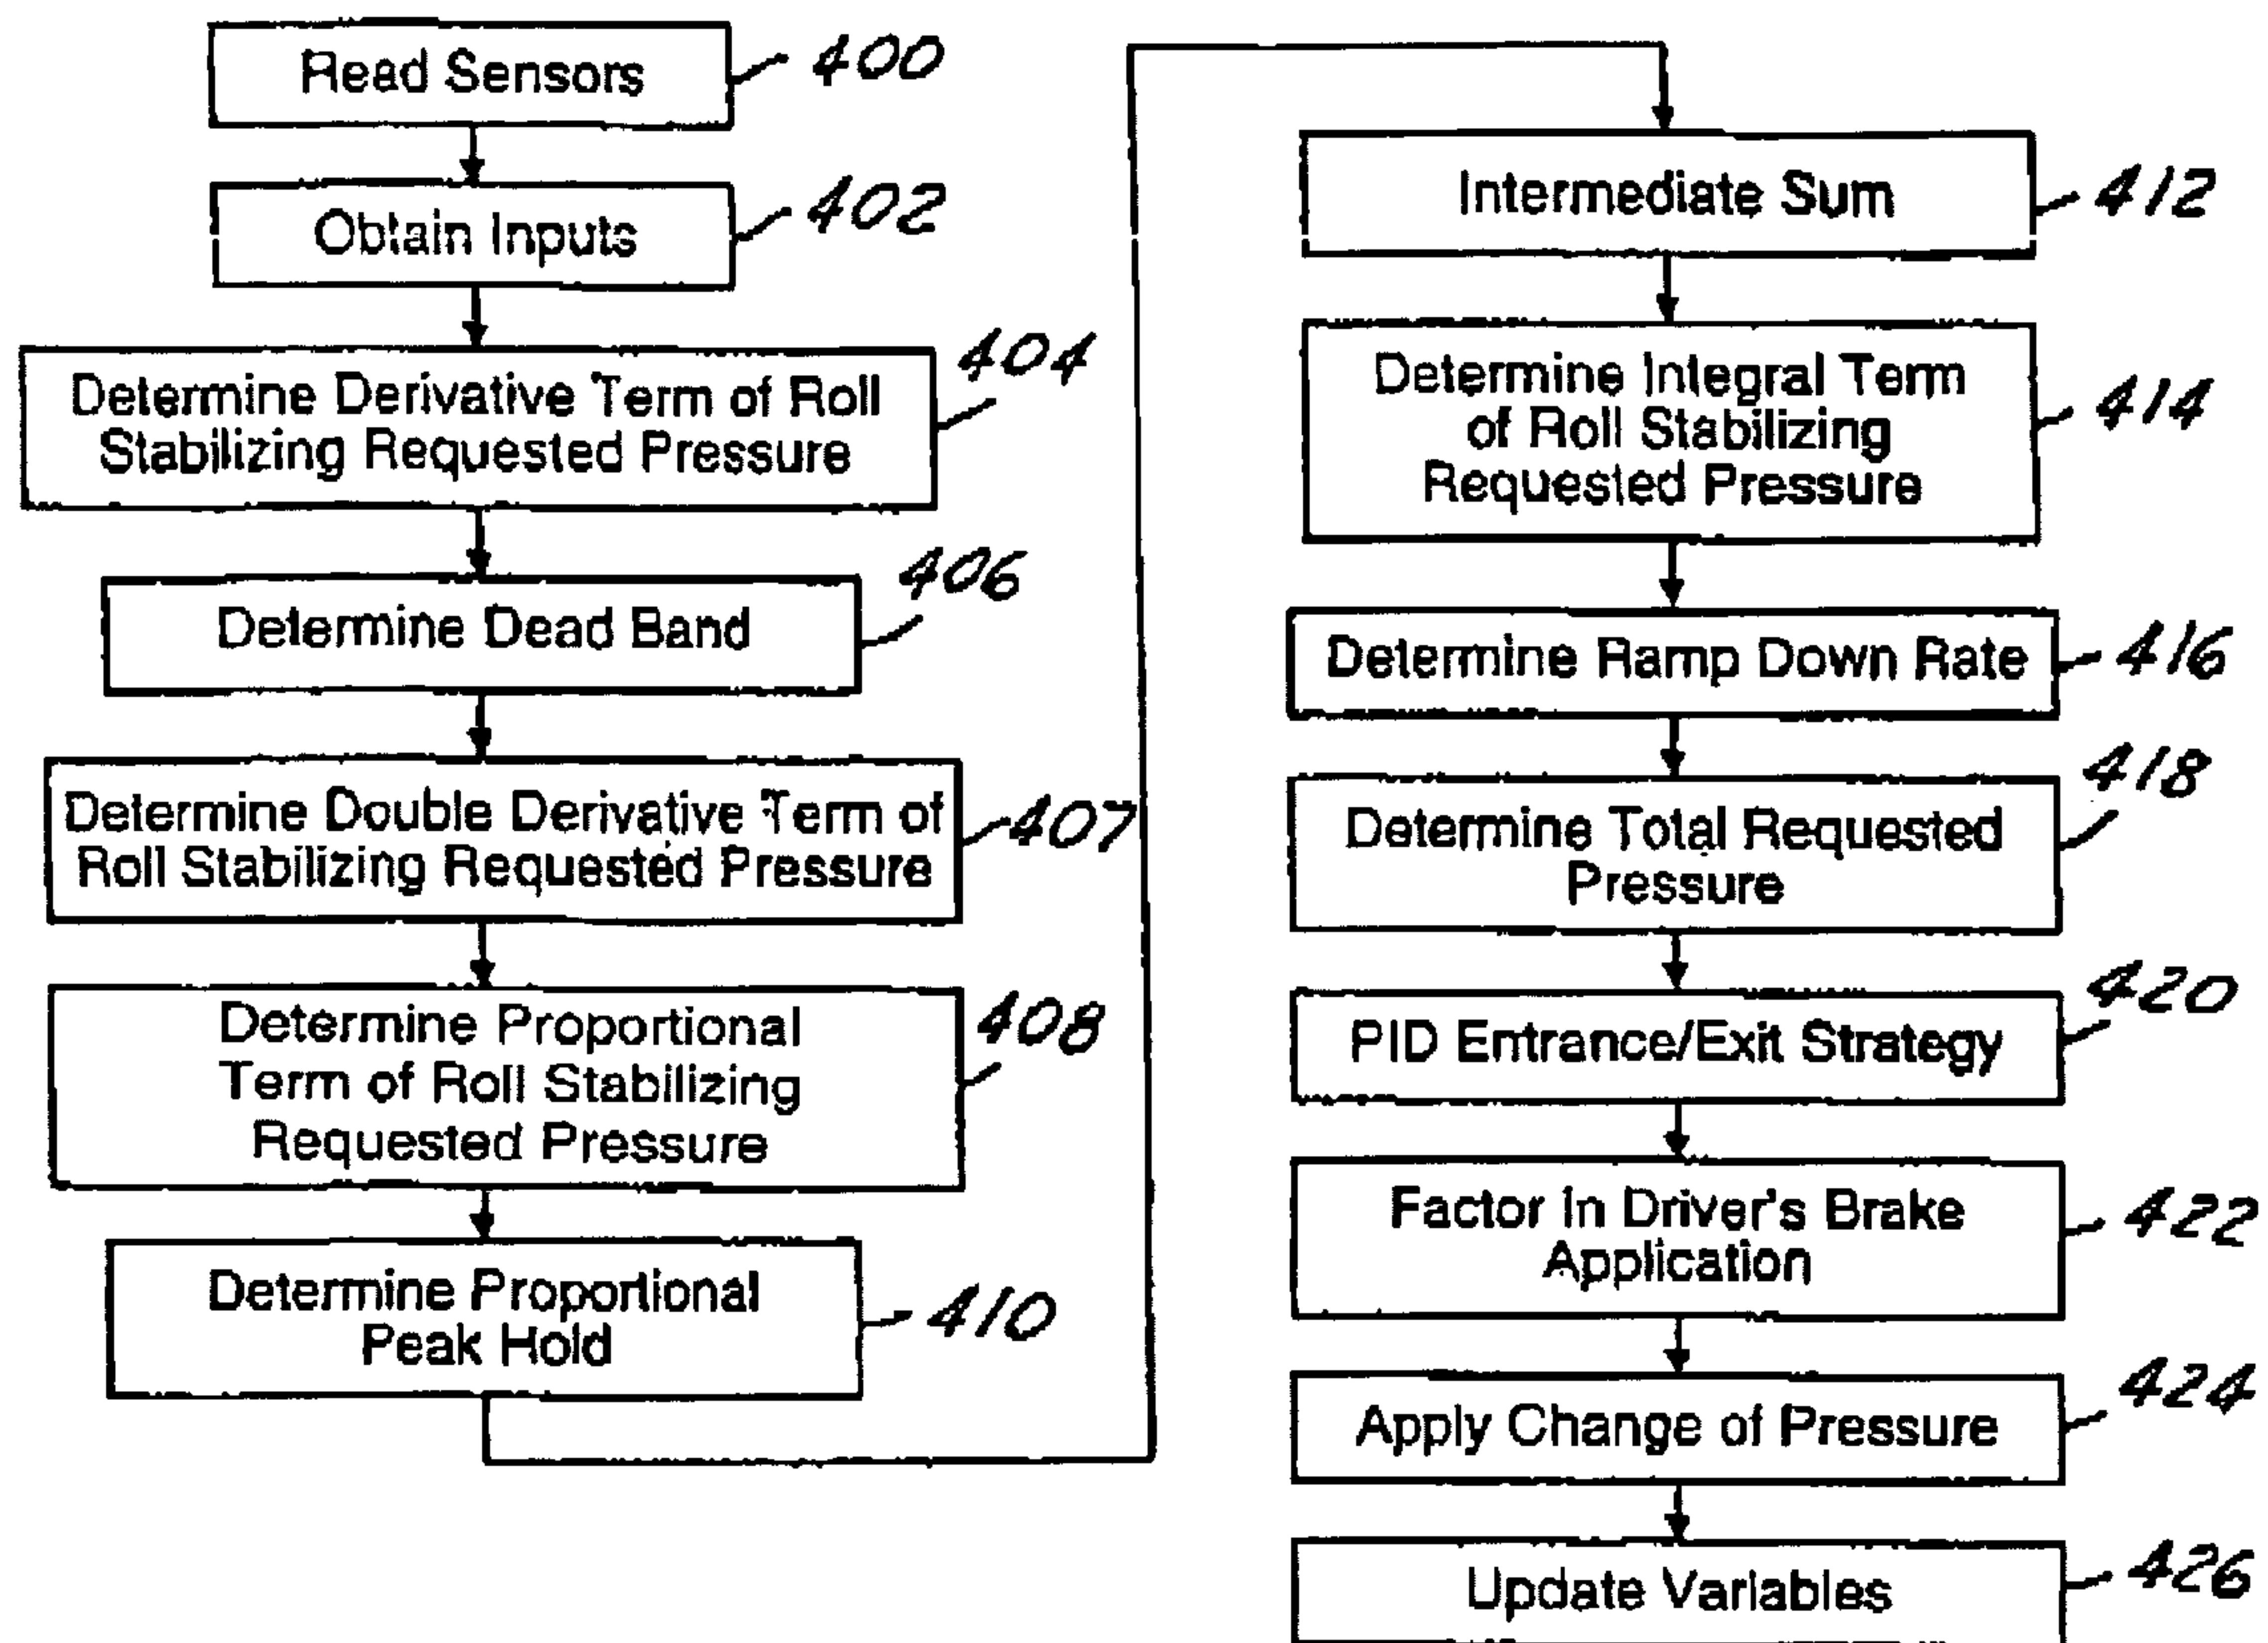 Read Sensors
400
Obtain Inputs
402
Determine Derivative Term of Roll
Stabilizing Requested Pressure
404
Determine Dead Band
406
Determine Double Derivative Term of
Roll Stabilizing Requested Pressure
407
Determine Proportional
Term of Roll Stabilizing
Requested Pressure
408
Determine Proportional
Peak Hold
410
Intermediate Sum
412
Determine Integral Term
of Roll Stabilizing
Requested Pressure
414
Determine Ramp Down Rate
416
Determine Total Requested
Pressure
418
PID Entrance/Exit Strategy
420
Factor In Driver's Brake
Application
422
Apply Change of Pressure
424
Update Variables
426